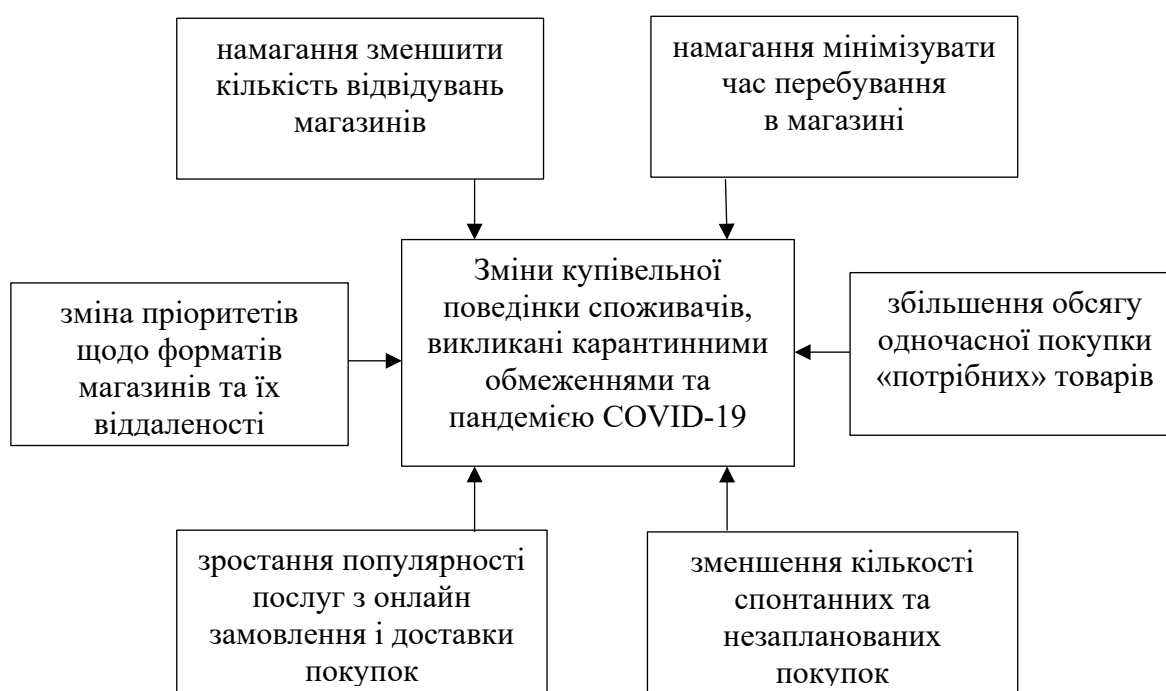 намагання зменшити
кількість відвідувань
магазинів
намагання мінімізувати
час перебування
в магазині
зміна пріоритетів
щодо форматів
магазинів та їх
віддаленості
Зміни купівельної
поведінки споживачів,
викликані карантинними
обмеженнями та
пандемією COVID-19
збільшення обсягу
одночасної покупки
«потрібних» товарів
зростання популярності
послуг з онлайн
замовлення і доставки
покупок
зменшення кількості
спонтанних та
незапланованих
покупок